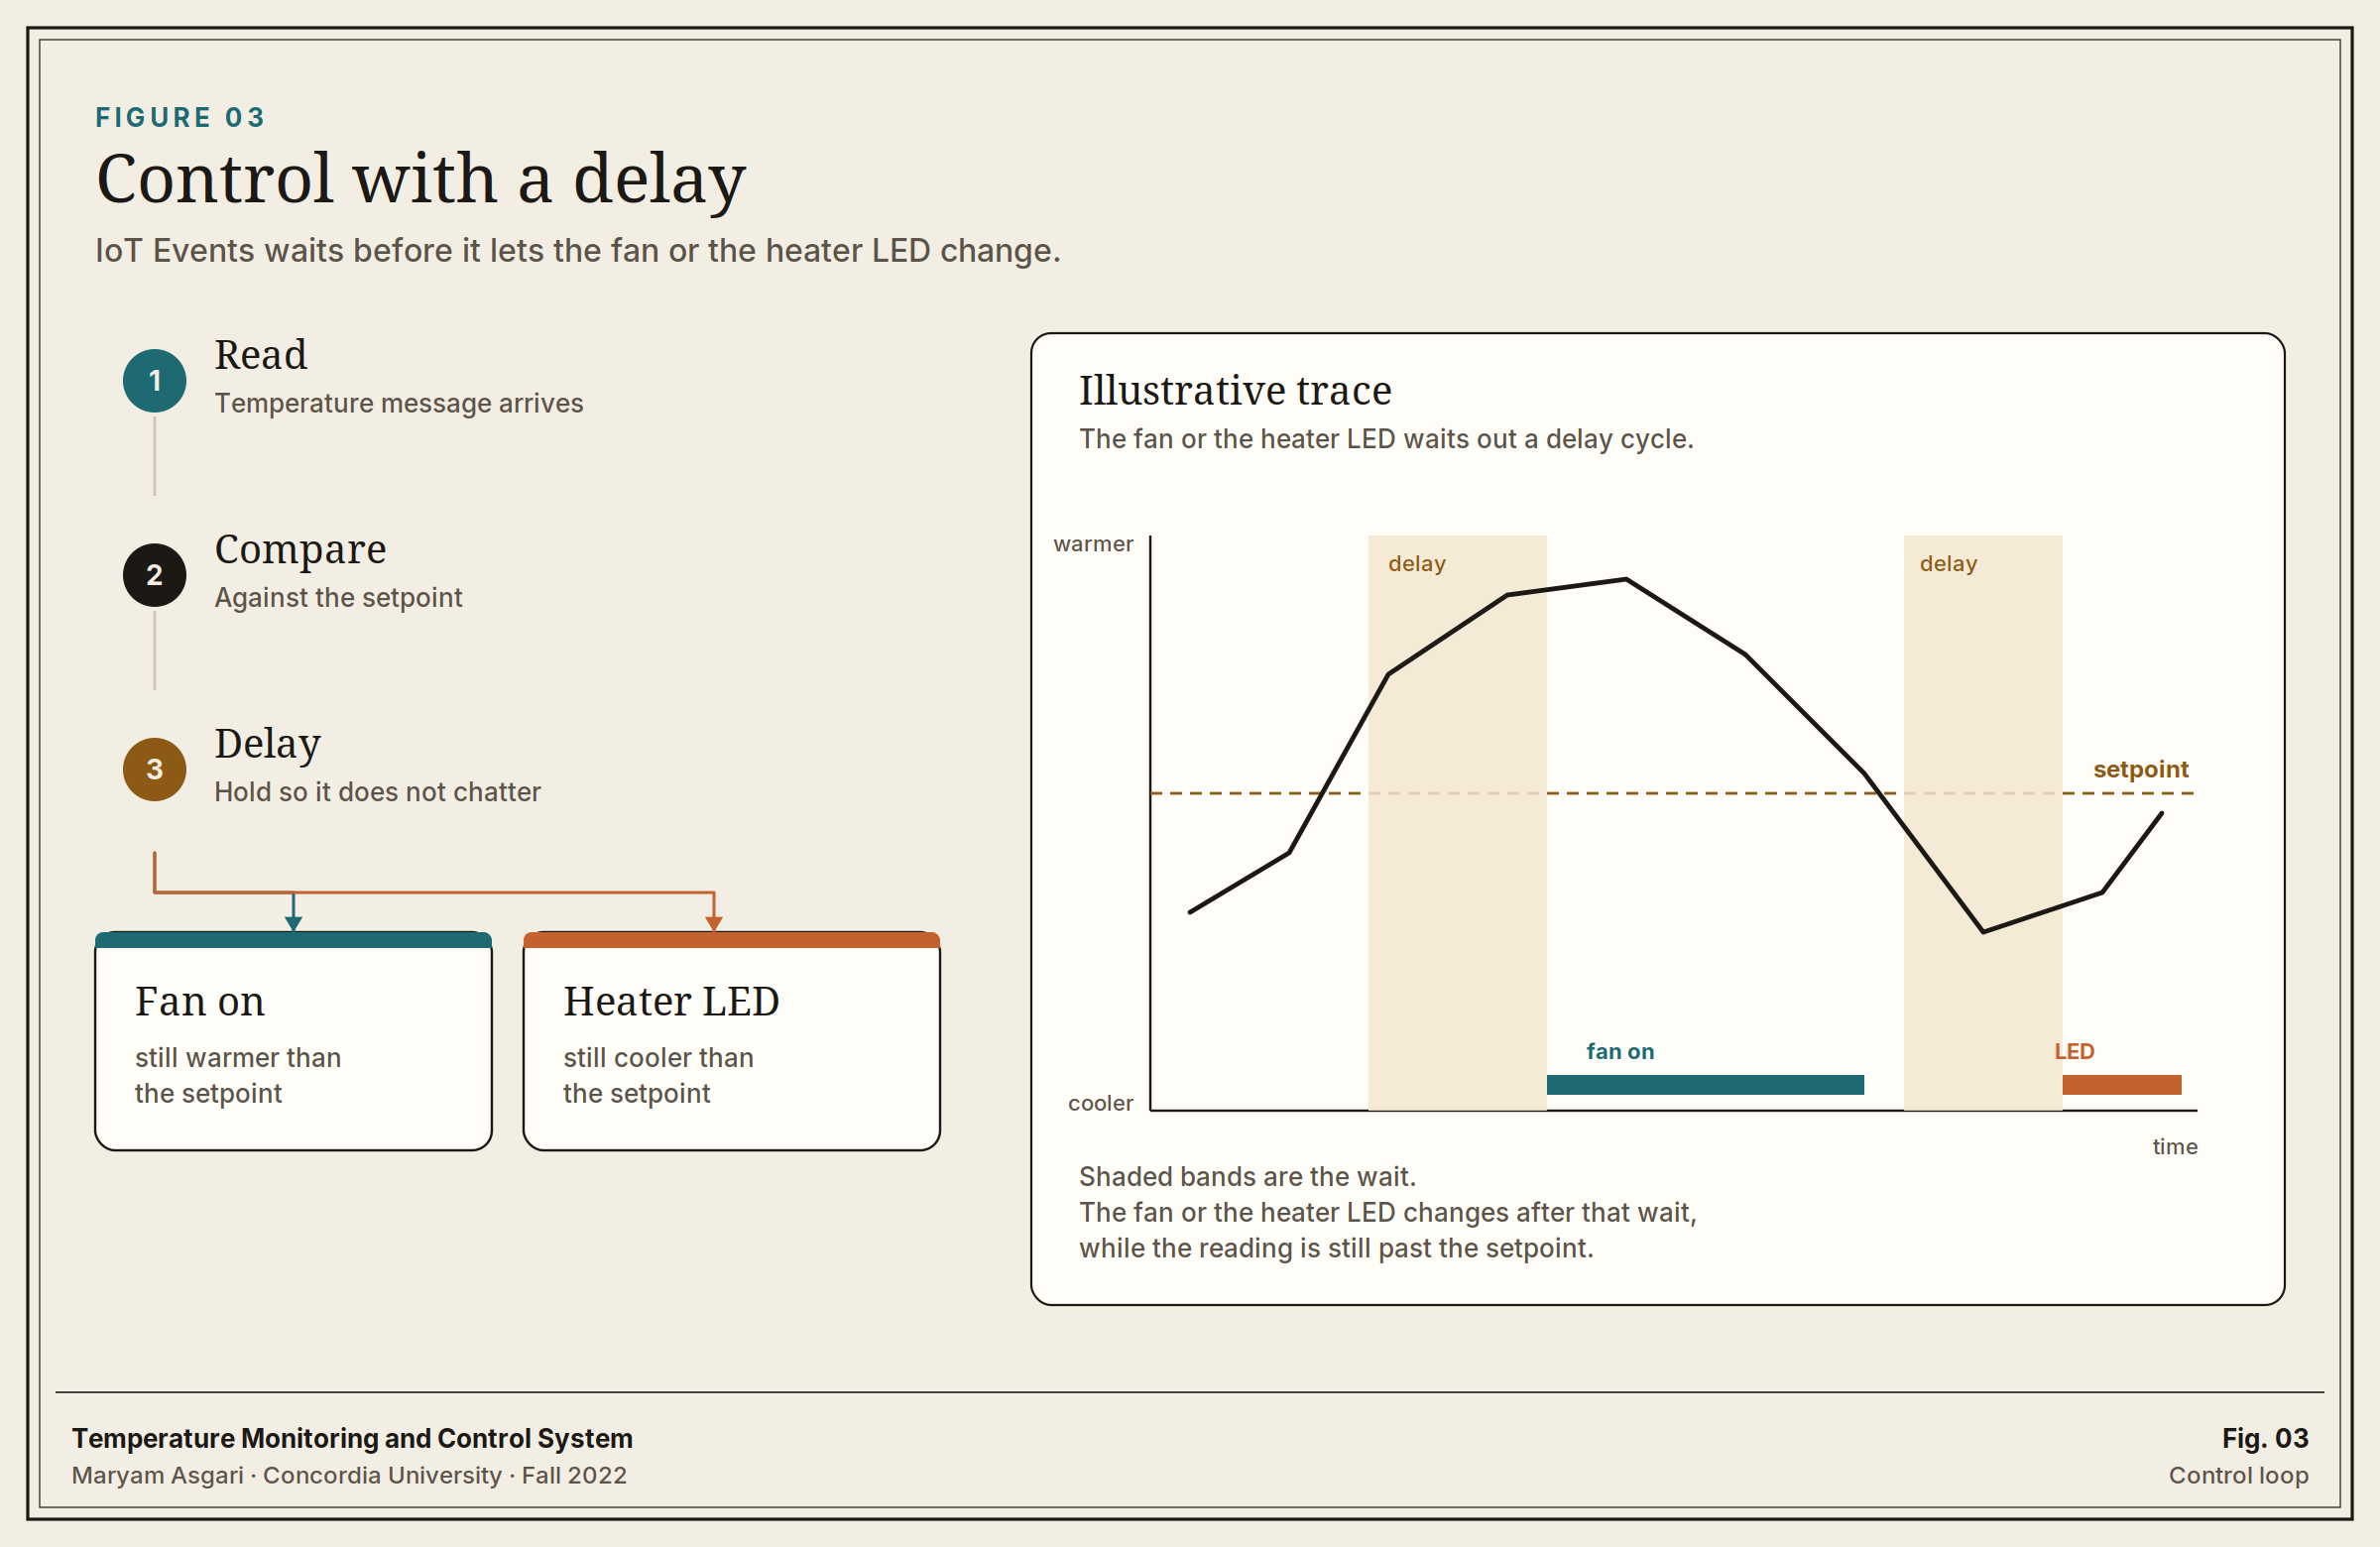 FIGURE 03
Control with a delay
IoT Events waits before it lets the fan or the heater LED change.
1
Read
Temperature message arrives
2
Compare
Against the setpoint
3
Delay
Hold so it does not chatter
Fan on
still warmer than
the setpoint
Heater LED
still cooler than
the setpoint
Illustrative trace
The fan or the heater LED waits out a delay cycle.
warmer
delay
delay
setpoint
fan on
LED
cooler
time
Shaded bands are the wait.
The fan or the heater LED changes after that wait,
while the reading is still past the setpoint.
Temperature Monitoring and Control System
Maryam Asgari · Concordia University · Fall 2022
Fig. 03
Control loop